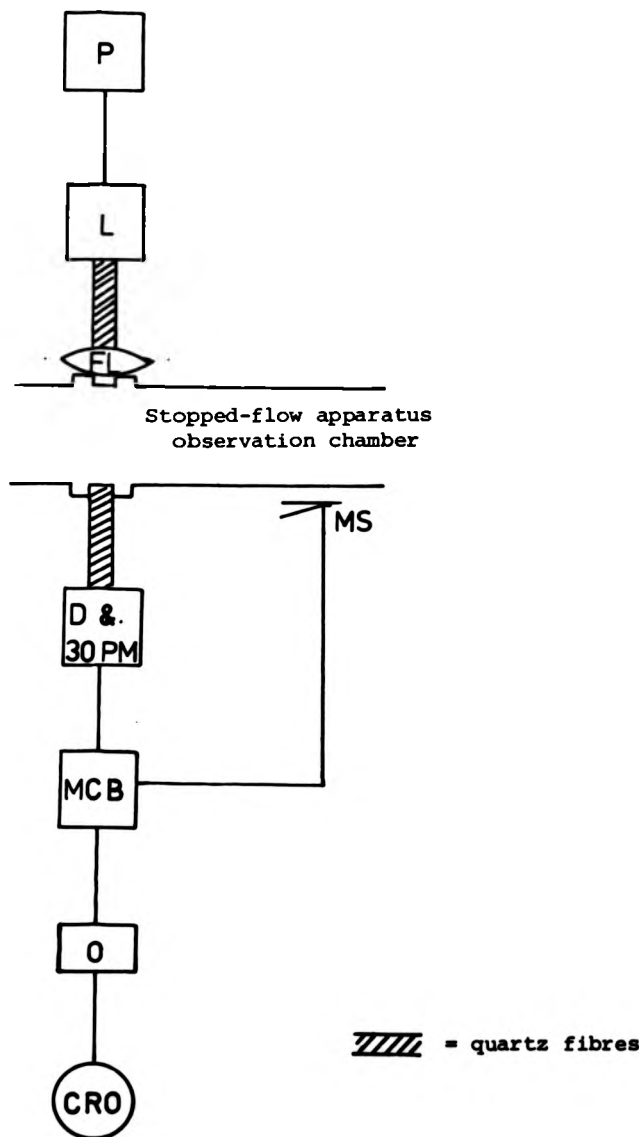 P
L
FL
Stopped-flow apparatus
observation chamber
MS
D &.
30 PM
MCB
O
CRO
= quartz fibres